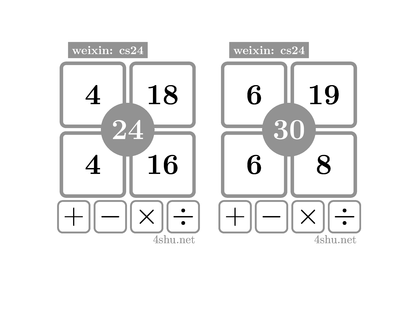 weixin: cs24
4 18
24
4 16
+ − × ÷
4shu.net
weixin: cs24
6 19
30
6 8
+ − × ÷
4shu.net